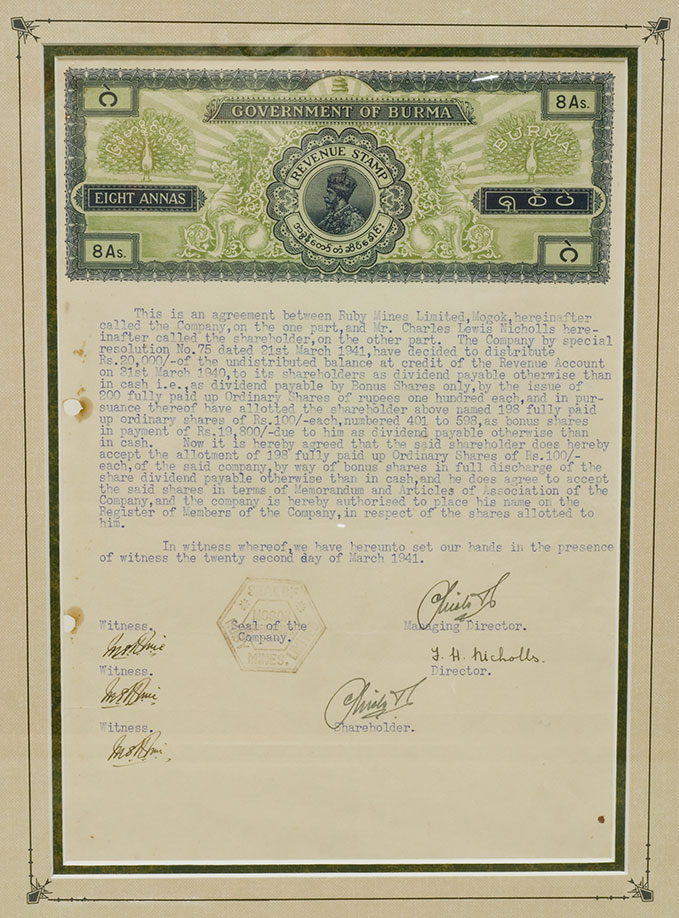 8 As.
GOVERNMENT OF BURMA
BURMA
REVENUE STAMP
EIGHT ANNAS
ရှစ်ပဲ
8 As.
This is an agreement between Ruby Mines Limited,Mogok,hereinafter
called the Company,on the one part,and Mr. Charles Lewis Nicholls here-
inafter called the shareholder,on the other part. The Company by special
resolution No.75 dated 21st March 1941,have decided to distribute
Rs.20,000/-of the undistributed balance at credit of the Revenue Account
on 31st March 1940,to its shareholders as dividend payable otherwise than
in cash i.e.,as dividend payable by Bonus Shares only,by the issue of
200 fully paid up Ordinary Shares of rupees one hundred each,and in pur-
suance thereof have allotted the shareholder above named 198 fully paid
up ordinary shares of Rs.100/-each,numbered 401 to 598,as bonus shares
in payment of Rs.19,800/-due to him as dividend payable otherwise than
in cash. Now it is hereby agreed that the said shareholder does hereby
accept the allotment of 198 fully paid up Ordinary Shares of Rs.100/-
each,of the said company,by way of bonus shares in full discharge of the
share dividend payable otherwise than in cash,and he does agree to accept
the said shares in terms of Memorandum and Articles of Association of the
Company,and the company is hereby authorised to place his name on the
Register of Members of the Company,in respect of the shares allotted to
him.
In witness whereof,we have hereunto set our hands in the presence
of witness the twenty second day of March 1941.
Witness. Seal of the Managing Director.
Company.
MINES.
T. H. Nicholls.
Witness. Director.
Witness. Shareholder.